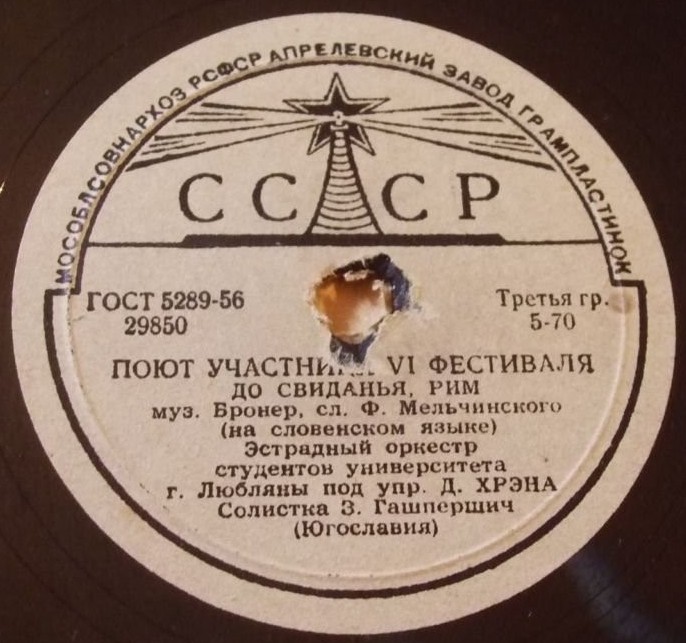 МОСОБЛСОВНАРХОЗ РСФСР АПРЕЛЕВСКИЙ ЗАВОД ГРАМПЛАСТИНОК
СССР
ГОСТ 5289-56
29850
Третья гр.
5-70
ПОЮТ УЧАСТНИКИ VI ФЕСТИВАЛЯ
ДО СВИДАНЬЯ, РИМ
муз. Бронер, сл. Ф. Мельчинского
(на словенском языке)
Эстрадный оркестр
студентов университета
г. Любляны под упр. Д. ХРЭНА
Солистка З. Гашпершич
(Югославия)